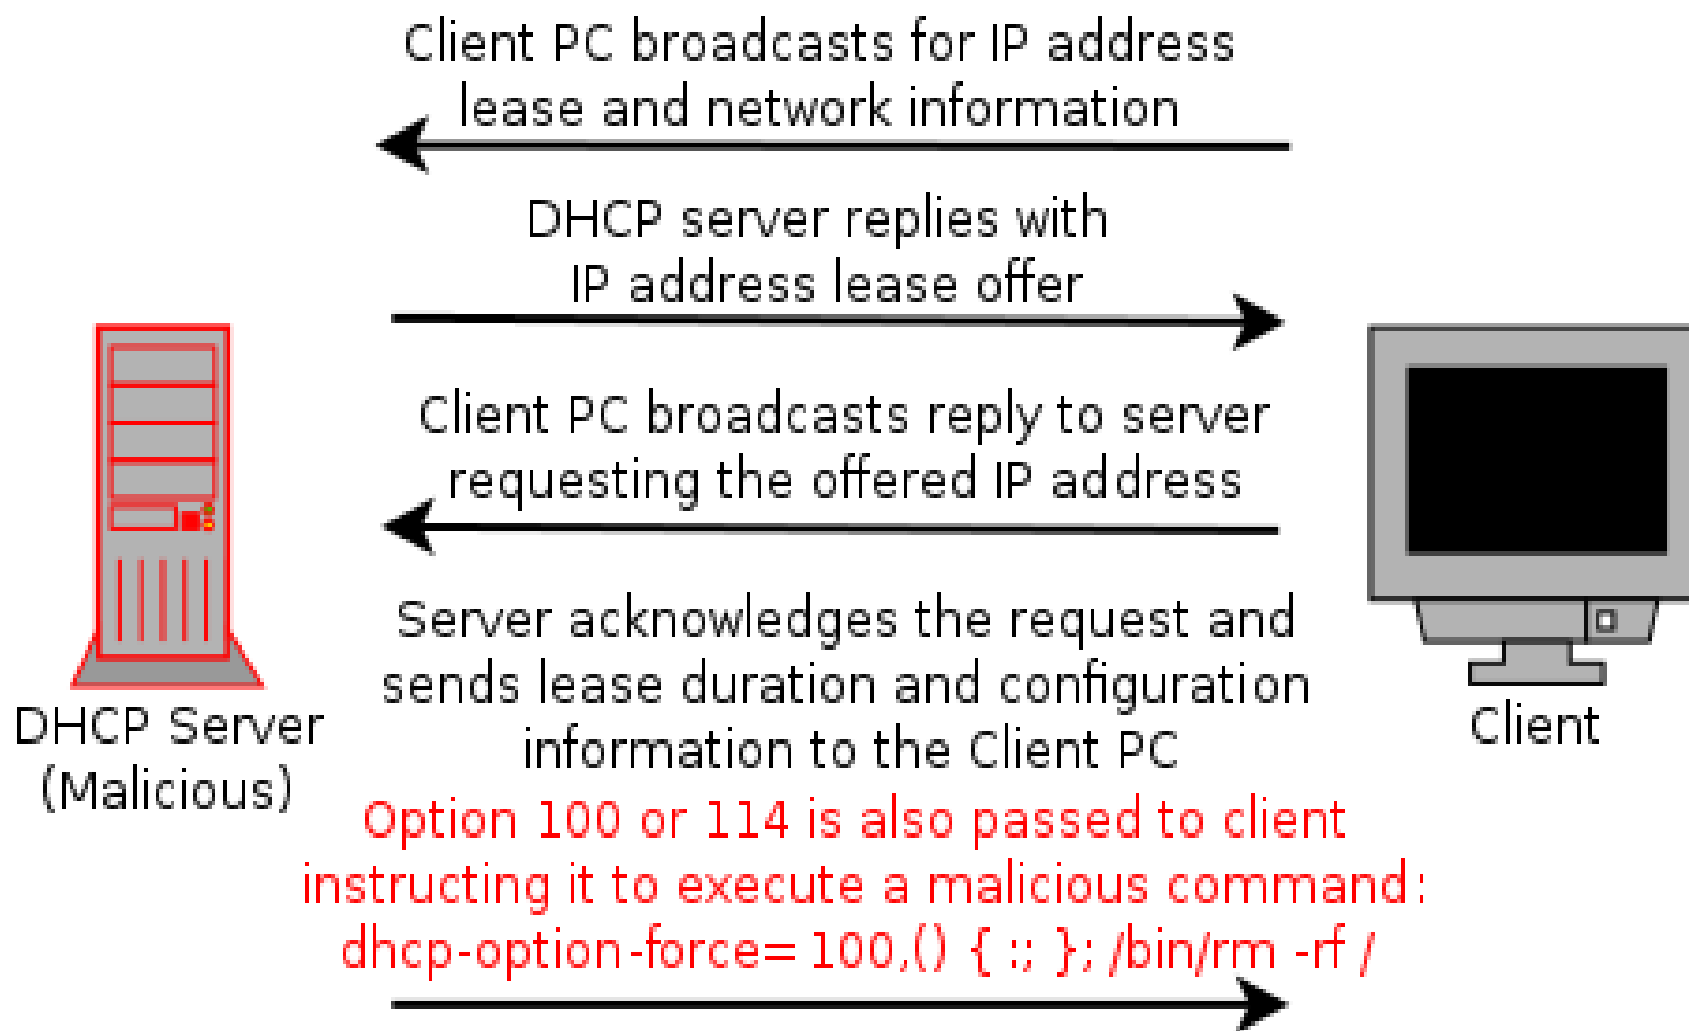 Client PC broadcasts for IP address
lease and network information
DHCP server replies with
IP address lease offer
Client PC broadcasts reply to server
requesting the offered IP address
Server acknowledges the request and
sends lease duration and configuration
information to the Client PC
Option 100 or 114 is also passed to client
instructing it to execute a malicious command:
dhcp-option-force=100,() { :; }; /bin/rm -rf /
DHCP Server
(Malicious)
Client